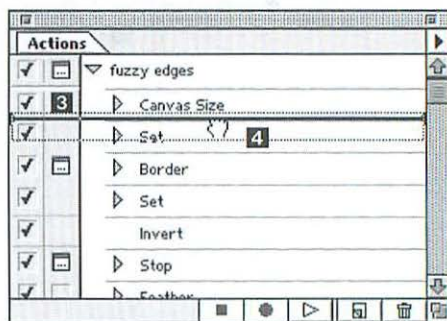 Actions
fuzzy edges
3 Canvas Size
Set 4
Border
Set
Invert
Stop
Feather